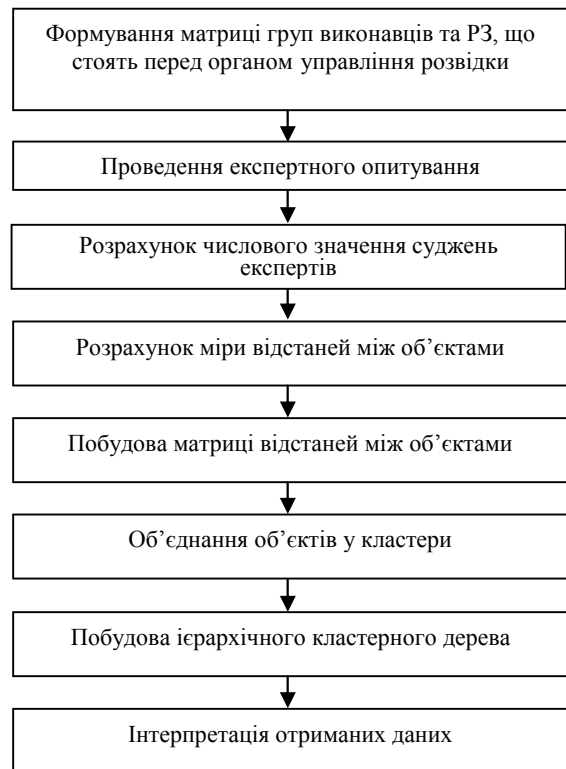 Формування матриці груп виконавців та РЗ, що
стоять перед органом управління розвідки
Проведення експертного опитування
Розрахунок числового значення суджень
експертів
Розрахунок міри відстаней між об’єктами
Побудова матриці відстаней між об’єктами
Об’єднання об’єктів у кластери
Побудова ієрархічного кластерного дерева
Інтерпретація отриманих даних